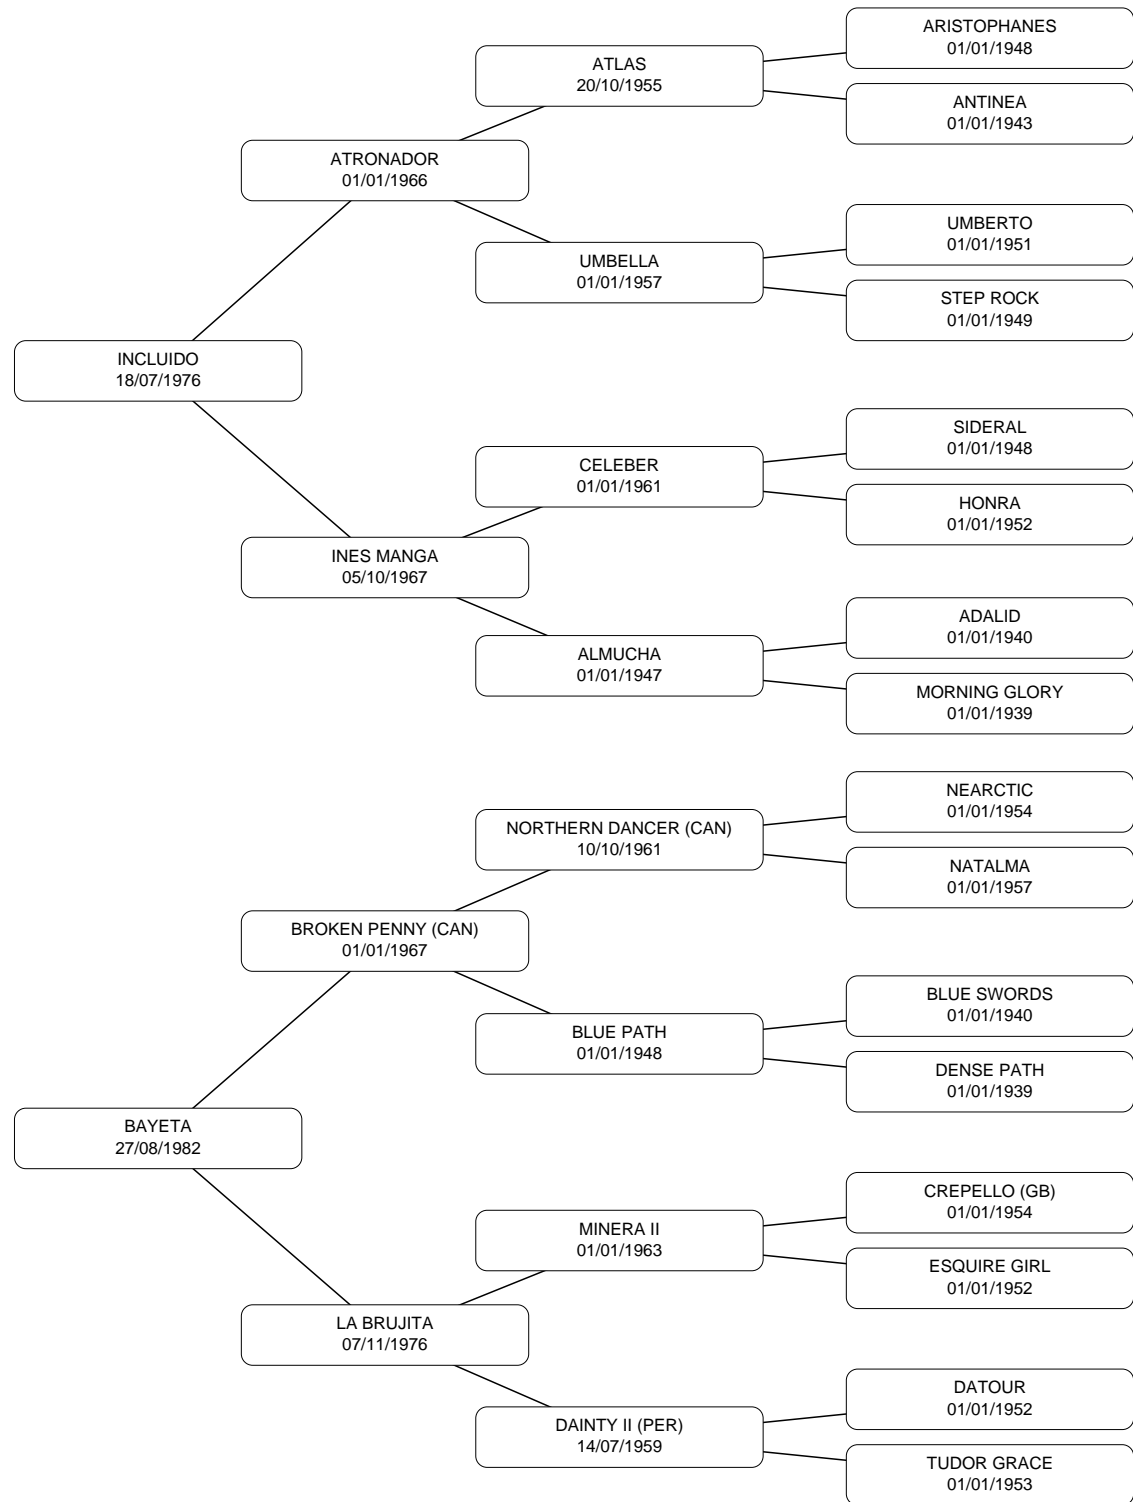 ARISTOPHANES
01/01/1948
ATLAS
20/10/1955
ANTINEA
01/01/1943
ATRONADOR
01/01/1966
UMBERTO
01/01/1951
UMBELLA
01/01/1957
STEP ROCK
01/01/1949
INCLUIDO
18/07/1976
SIDERAL
01/01/1948
CELEBER
01/01/1961
HONRA
01/01/1952
INES MANGA
05/10/1967
ADALID
01/01/1940
ALMUCHA
01/01/1947
MORNING GLORY
01/01/1939
NEARCTIC
01/01/1954
NORTHERN DANCER (CAN)
10/10/1961
NATALMA
01/01/1957
BROKEN PENNY (CAN)
01/01/1967
BLUE SWORDS
01/01/1940
BLUE PATH
01/01/1948
DENSE PATH
01/01/1939
BAYETA
27/08/1982
CREPELLO (GB)
01/01/1954
MINERA II
01/01/1963
ESQUIRE GIRL
01/01/1952
LA BRUJITA
07/11/1976
DATOUR
01/01/1952
DAINTY II (PER)
14/07/1959
TUDOR GRACE
01/01/1953